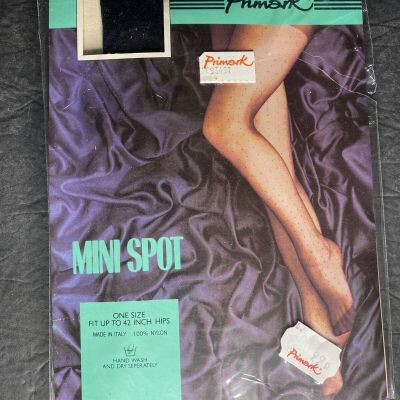 Primark
Primark
MINI SPOT
ONE SIZE
FIT UP TO 42 INCH HIPS
MADE IN ITALY 100% NYLON
HAND WASH
AND DRY SEPERATELY
Primark